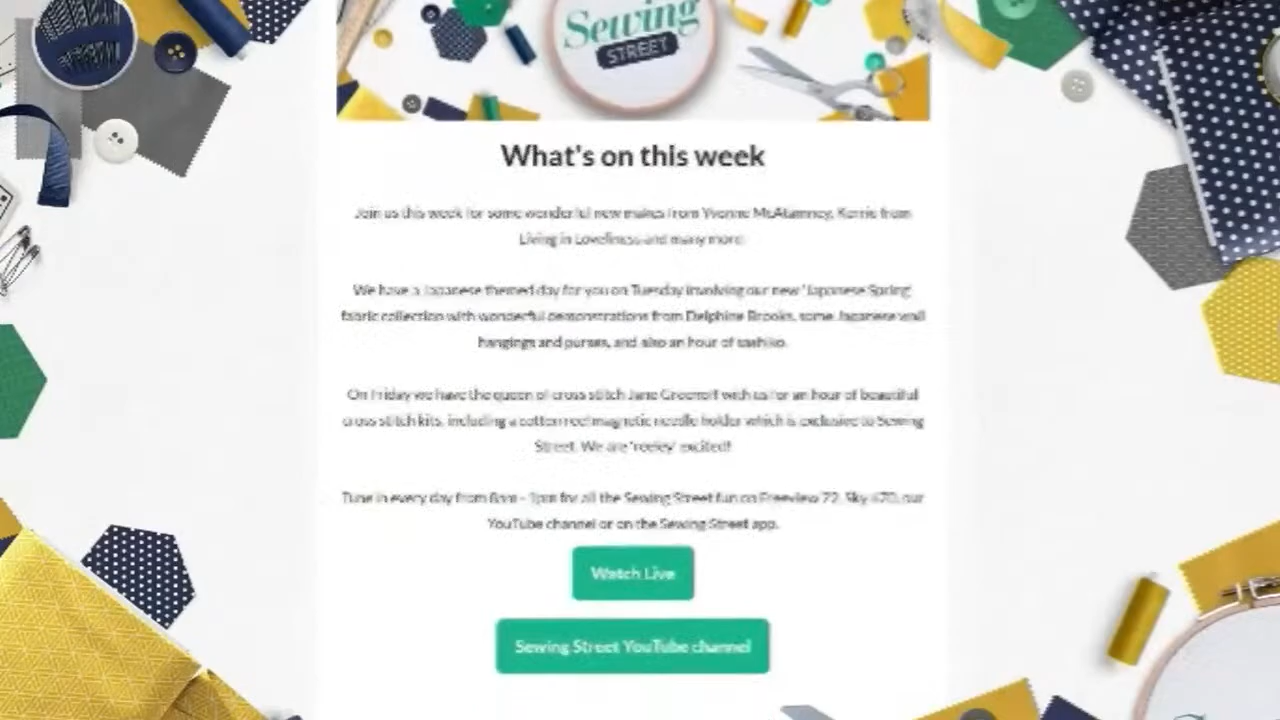 Sewing
STREET
What's on this week
Join us this week for some wonderful new makes from Yvonne McAtamney, Kerrie from
Living in Loveliness and many more.
We have a Japanese themed day for you on Tuesday involving our new 'Japanese Spring'
fabric collection with wonderful demonstrations from Delphine Brooks, some Japanese wall
hangings and purses, and also an hour of sashiko.
On Friday we have the queen of cross stitch Jane Greenoff with us for an hour of beautiful
cross stitch kits, including a cotton reel magnetic needle holder which is exclusive to Sewing
Street. We are 'reeley' excited!
Tune in every day from 8am - 1pm for all the Sewing Street fun on Freeview 72, Sky 670, our
YouTube channel or on the Sewing Street app.
Watch Live
Sewing Street YouTube channel